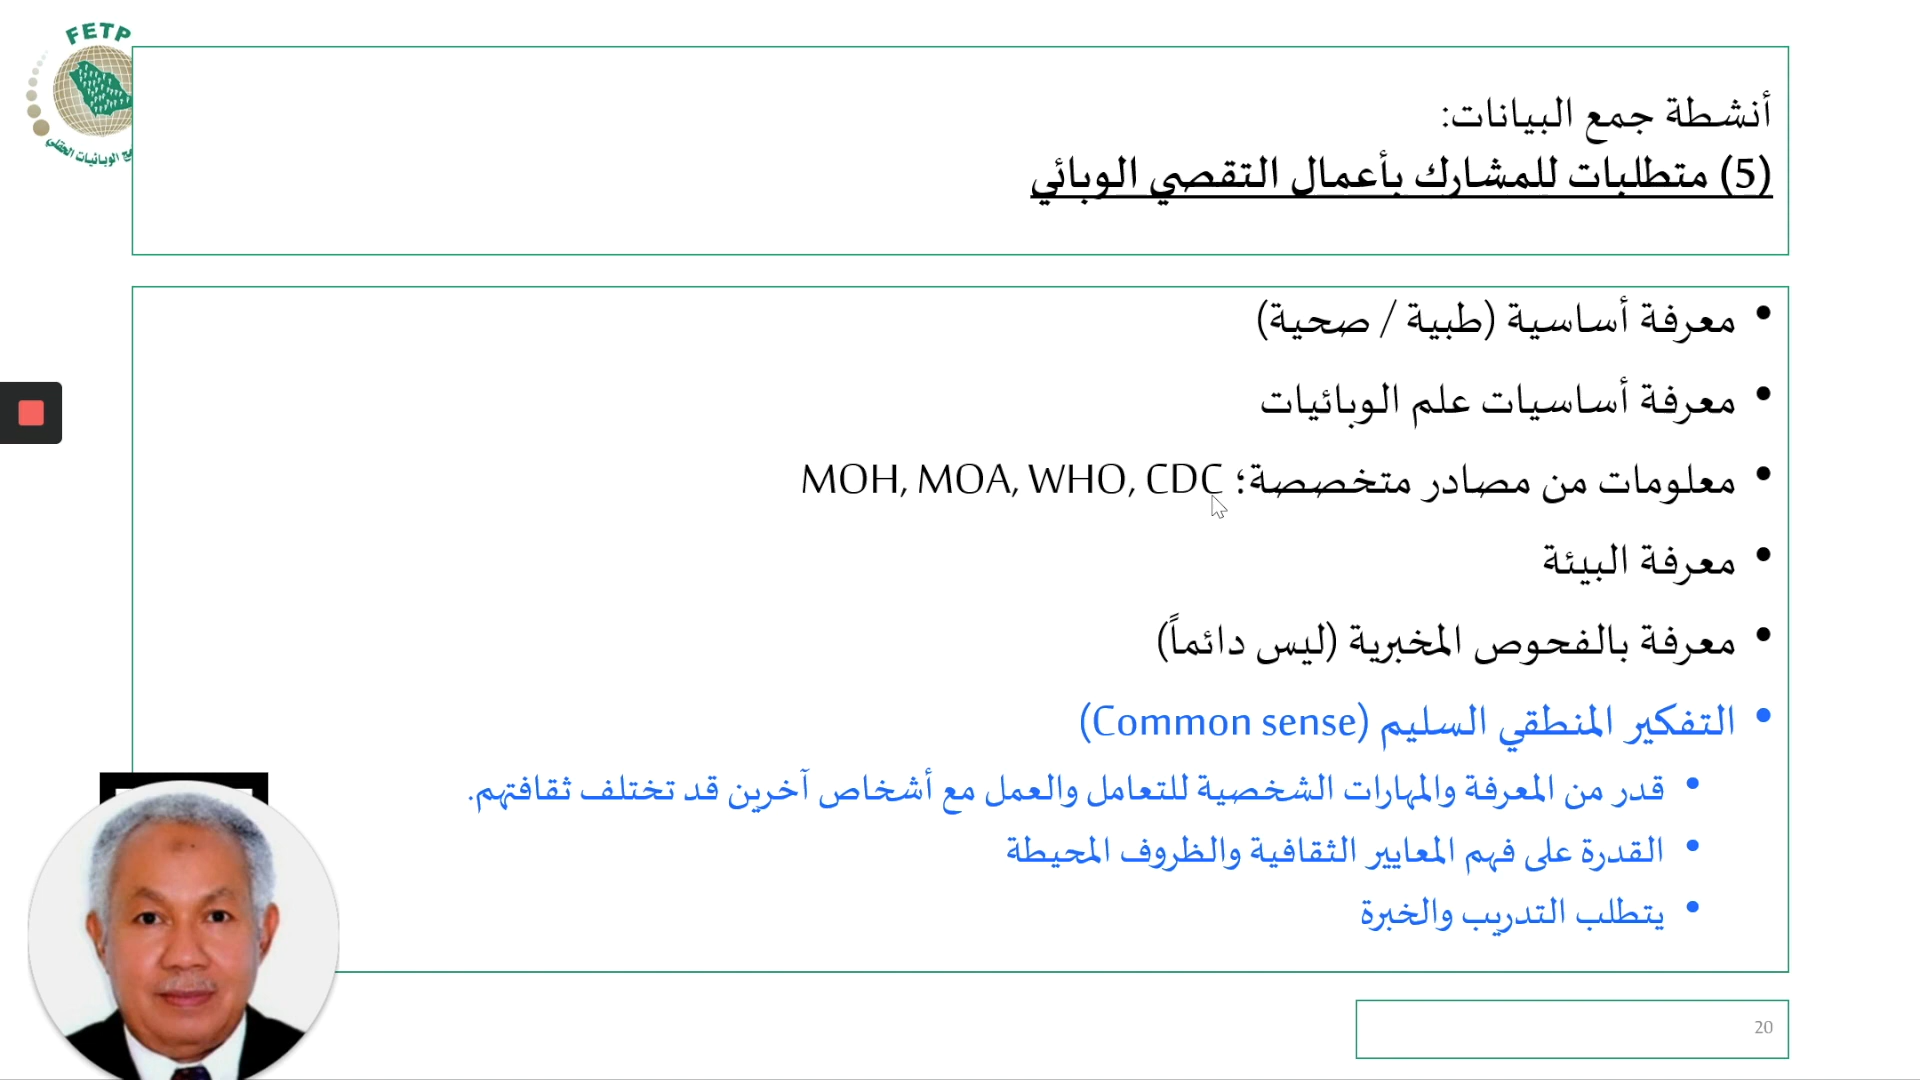 FETP
أنشطة جمع البيانات:
(5) متطلبات للمشارك بأعمال التقصي الوبائي
• معرفة أساسية (طبية / صحية)
• معرفة أساسيات علم الوبائيات
• معلومات من مصادر متخصصة؛ MOH, MOA, WHO, CDC
• معرفة البيئة
• معرفة بالفحوص المخبرية (ليس دائماً)
• التفكير المنطقي السليم (Common sense)
• قدر من المعرفة والمهارات الشخصية للتعامل والعمل مع أشخاص آخرين قد تختلف ثقافتهم.
• القدرة على فهم المعايير الثقافية والظروف المحيطة
• يتطلب التدريب والخبرة
20